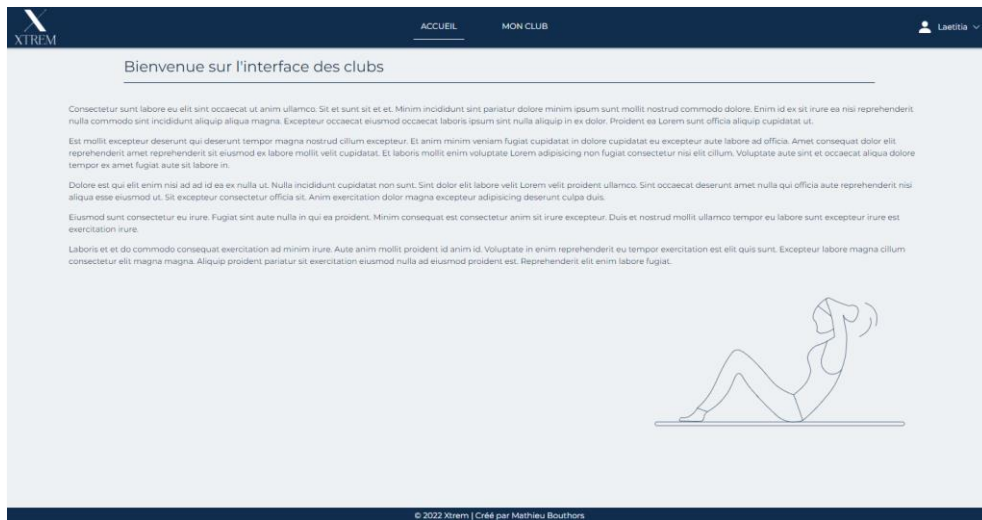 XTREM
ACCUEIL
MON CLUB
Laetitia
Bienvenue sur l'interface des clubs
Consectetur sunt labore eu elit sint occaecat ut anim ullamco. Sit et sunt sit et et. Minim incididunt sint pariatur dolore minim ipsum sunt mollit nostrud commodo dolore. Enim id ex sit irure ea nisi reprehenderit
nulla commodo sint incididunt aliquip aliqua magna. Excepteur occaecat eiusmod occaecat laboris ipsum sint nulla aliquip in ex dolor. Proident ea Lorem sunt officia aliquip cupidatat ut.
Est mollit excepteur deserunt qui deserunt tempor magna nostrud cillum excepteur. Et anim minim veniam fugiat cupidatat in dolore cupidatat eu excepteur aute labore ad officia. Amet consequat dolor elit
reprehenderit amet reprehenderit sit eiusmod ex labore mollit velit cupidatat. Et laboris mollit enim voluptate Lorem adipisicing non fugiat consectetur nisi elit cillum. Voluptate aute sint et occaecat aliqua dolore
tempor ex amet fugiat aute sit labore in.
Dolore est qui elit enim nisi ad ad id ea ex nulla ut. Nulla incididunt cupidatat non sunt. Sint dolor elit labore velit Lorem velit proident ullamco. Sint occaecat deserunt amet nulla qui officia aute reprehenderit nisi
aliqua esse eiusmod ut. Sit excepteur consectetur officia sit. Anim exercitation dolor magna excepteur adipisicing deserunt culpa duis.
Eiusmod sunt consectetur eu irure. Fugiat sint aute nulla in qui ea proident. Minim consequat est consectetur anim sit irure excepteur. Duis et nostrud mollit ullamco tempor eu labore sunt excepteur irure est
exercitation irure.
Laboris et et do commodo consequat exercitation ad minim irure. Aute anim mollit proident id anim id. Voluptate in enim reprehenderit eu tempor exercitation est elit quis sunt. Excepteur labore magna cillum
consectetur elit magna magna. Aliquip proident pariatur sit exercitation eiusmod nulla ad eiusmod proident est. Reprehenderit elit enim labore fugiat.
© 2022 Xtrem | Créé par Mathieu Bouthors